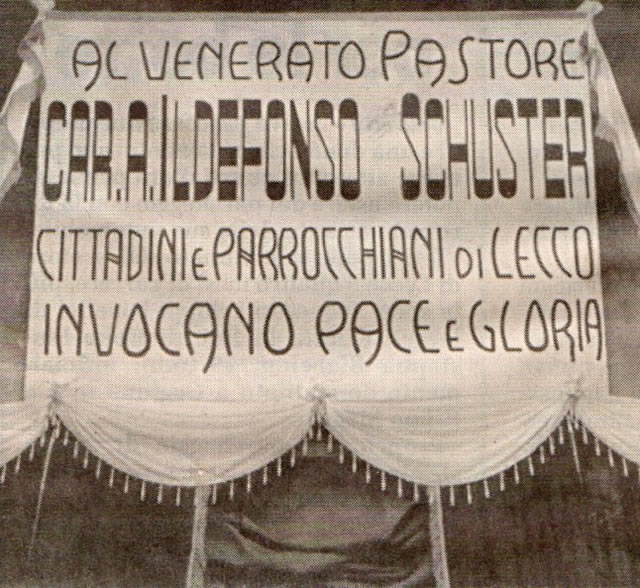 AL VENERATO PASTORE
CAR. A. ILDEFONSO SCHUSTER
CITTADINI E PARROCCHIANI DI LECCO
INVOCANO PACE E GLORIA